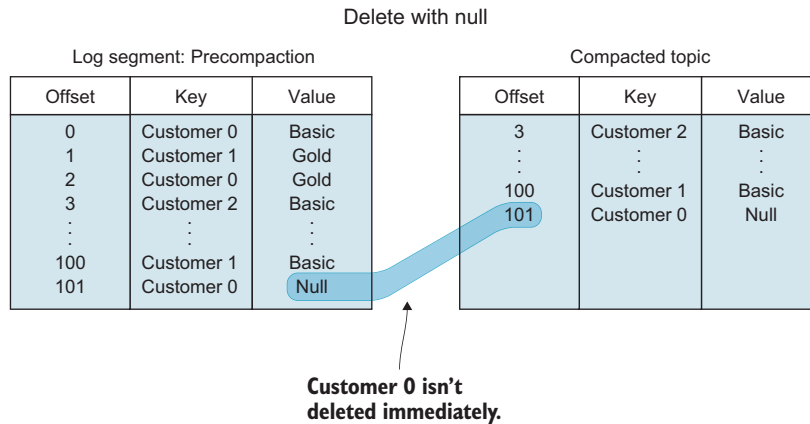 Delete with null
Log segment: Precompaction
Offset Key Value
0 Customer 0 Basic
1 Customer 1 Gold
2 Customer 0 Gold
3 Customer 2 Basic
. . .
. . .
. . .
100 Customer 1 Basic
101 Customer 0 Null
Compacted topic
Offset Key Value
3 Customer 2 Basic
. . .
. . .
. . .
100 Customer 1 Basic
101 Customer 0 Null
Customer 0 isn't
deleted immediately.